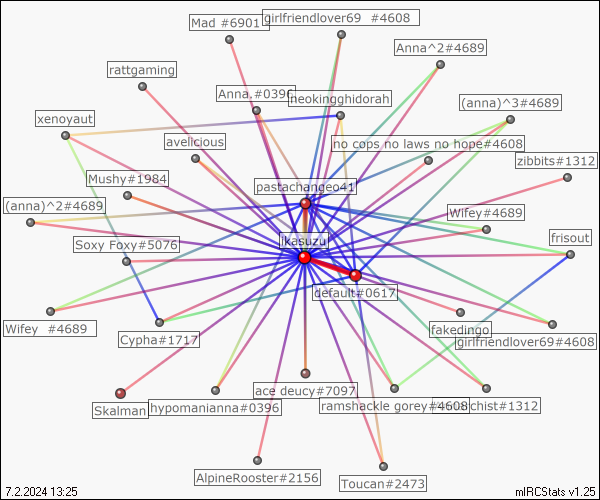 Mad #6901
girlfriendlover69 #4608
Anna^2#4689
rattgaming
Anna.#0396
neokingghidorah
(anna)^3#4689
xenoyaut
avelicious
no cops no laws no hope#4608
zibbits#1312
Mushy#1984
pastachangeo41
(anna)^2#4689
Wifey#4689
Soxy Foxy#5076
Ikasuzu
frisout
default#0617
Wifey #4689
Cypha#1717
fakedingo
girlfriendlover69#4608
ace deucy#7097
Skalman
hypomanianna#0396
ramshackle gorey#4608
chist#1312
AlpineRooster#2156
Toucan#2473
7.2.2024 13:25
mIRCStats v1.25